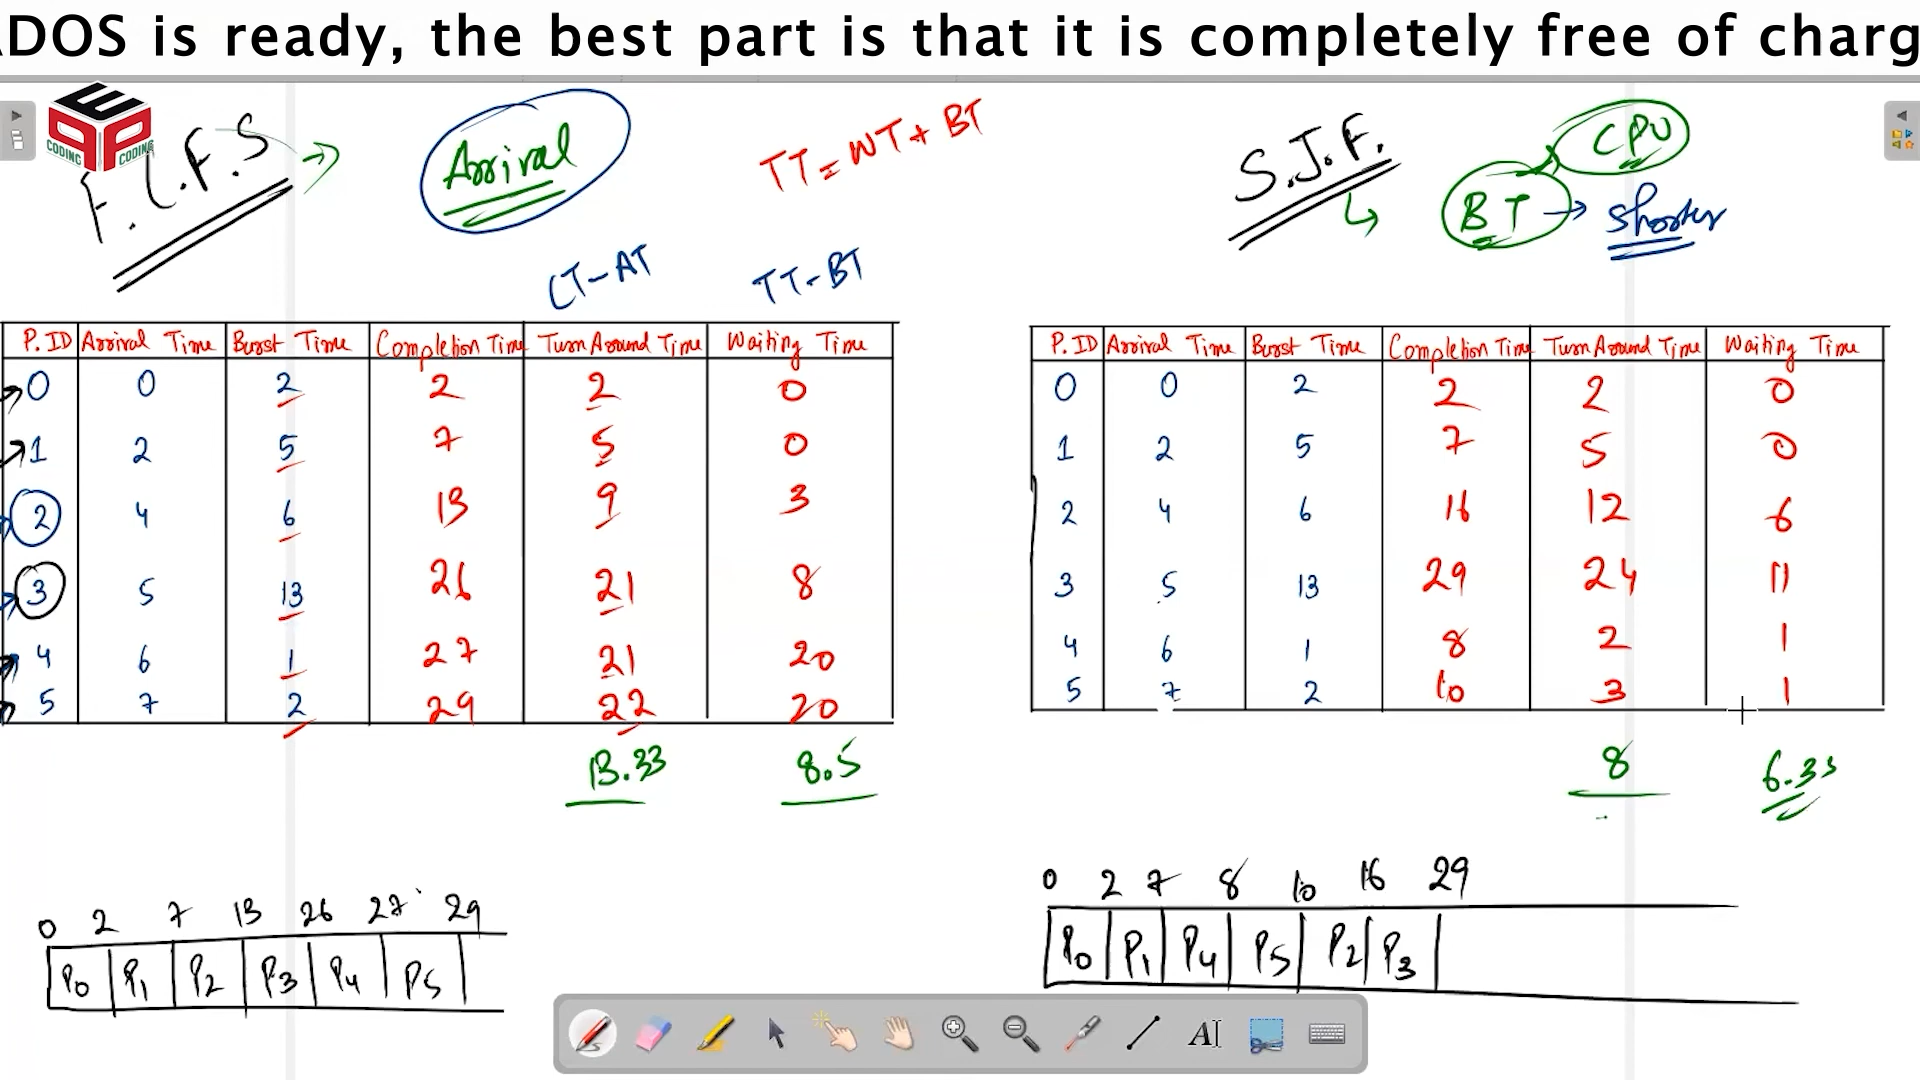 ADOS is ready, the best part is that it is completely free of charg
CODING CODING
F.C.F.S → Arrival
TT = WT + BT
CT-AT TT-BT
P.ID Arrival Time Burst Time Completion Time Turn Around Time Waiting Time
0 0 2 2 2 0
1 2 5 7 5 0
2 4 6 13 9 3
3 5 13 26 21 8
4 6 1 27 21 20
5 7 2 29 22 20
13.33 8.5
0 2 7 13 26 27 29
P0 P1 P2 P3 P4 P5
S.J.F.
CPU
BT → Shorter
P.ID Arrival Time Burst Time Completion Time Turn Around Time Waiting Time
0 0 2 2 2 0
1 2 5 7 5 0
2 4 6 16 12 6
3 5 13 29 24 11
4 6 1 8 2 1
5 7 2 10 3 1
8 6.33
0 2 7 8 10 16 29
P0 P1 P4 P5 P2 P3
AI